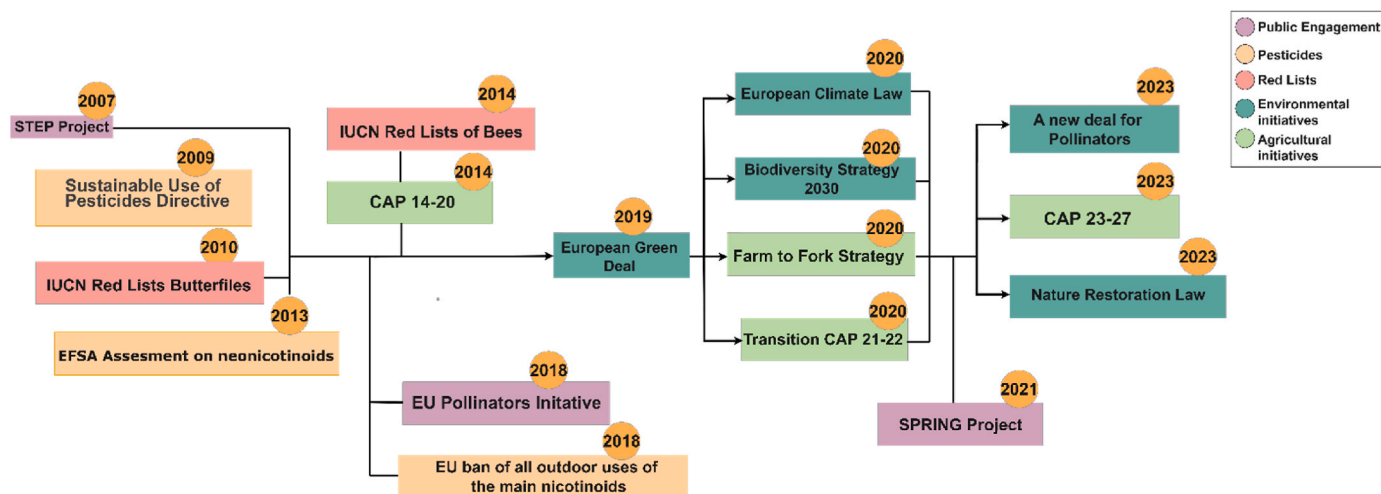 2007
STEP Project
2009
Sustainable Use of
Pesticides Directive
2010
IUCN Red Lists Butterfiles
2013
EFSA Assesment on neonicotinoids
2014
IUCN Red Lists of Bees
2014
CAP 14-20
2018
EU Pollinators Initative
2018
EU ban of all outdoor uses of
the main nicotinoids
2019
European Green
Deal
2020
European Climate Law
2020
Biodiversity Strategy
2030
2020
Farm to Fork Strategy
2020
Transition CAP 21-22
2021
SPRING Project
2023
A new deal for
Pollinators
2023
CAP 23-27
2023
Nature Restoration Law
Public Engagement
Pesticides
Red Lists
Environmental
initiatives
Agricultural
initiatives